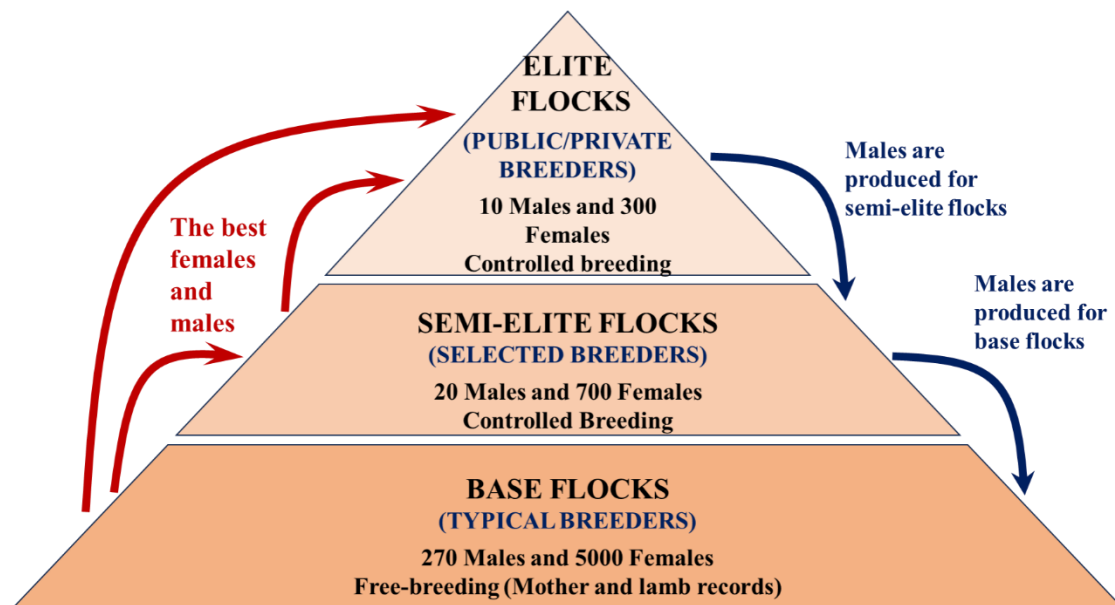 ELITE
FLOCKS
(PUBLIC/PRIVATE
BREEDERS)
10 Males and 300
Females
Controlled breeding
The best
females
and
males
Males are
produced for
semi-elite flocks
SEMI-ELITE FLOCKS
(SELECTED BREEDERS)
20 Males and 700 Females
Controlled Breeding
Males are
produced for
base flocks
BASE FLOCKS
(TYPICAL BREEDERS)
270 Males and 5000 Females
Free-breeding (Mother and lamb records)